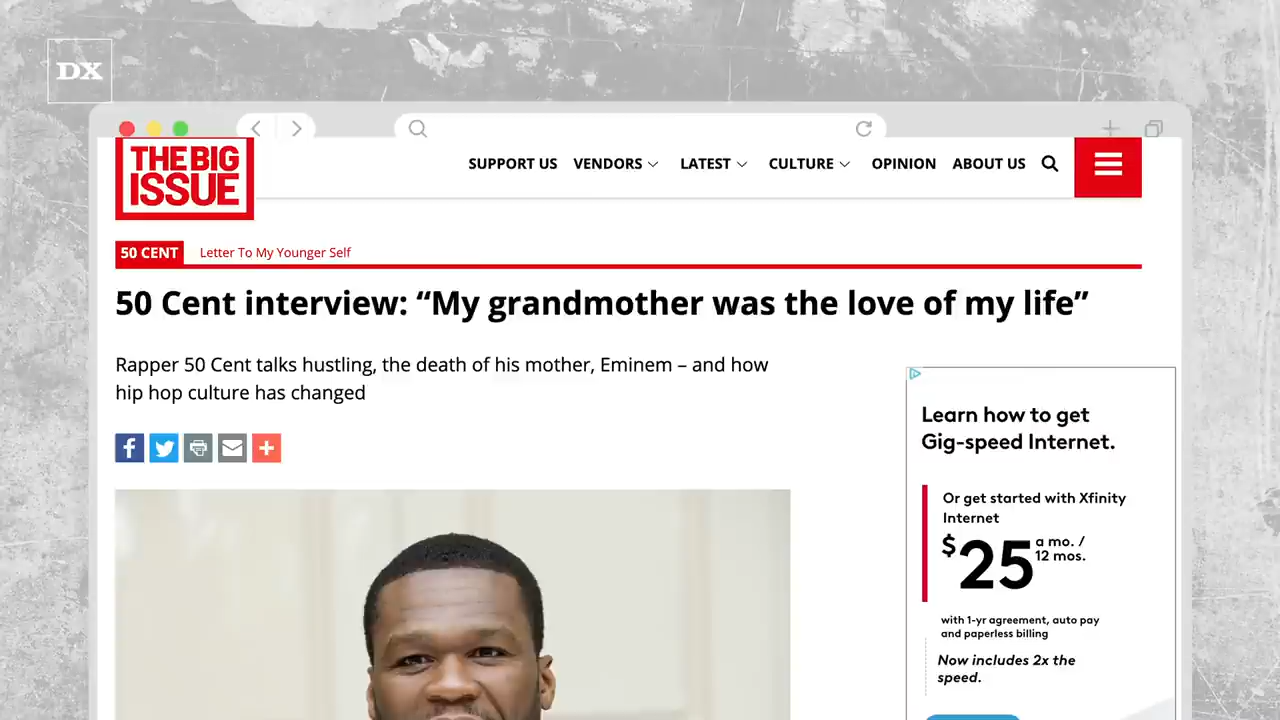 DX
THE BIG
ISSUE
SUPPORT US VENDORS LATEST CULTURE OPINION ABOUT US
50 CENT Letter To My Younger Self
50 Cent interview: “My grandmother was the love of my life”
Rapper 50 Cent talks hustling, the death of his mother, Eminem – and how
hip hop culture has changed
Learn how to get
Gig-speed Internet.
Or get started with Xfinity
Internet
$25 a mo. /
12 mos.
with 1-yr agreement, auto pay
and paperless billing
Now includes 2x the
speed.